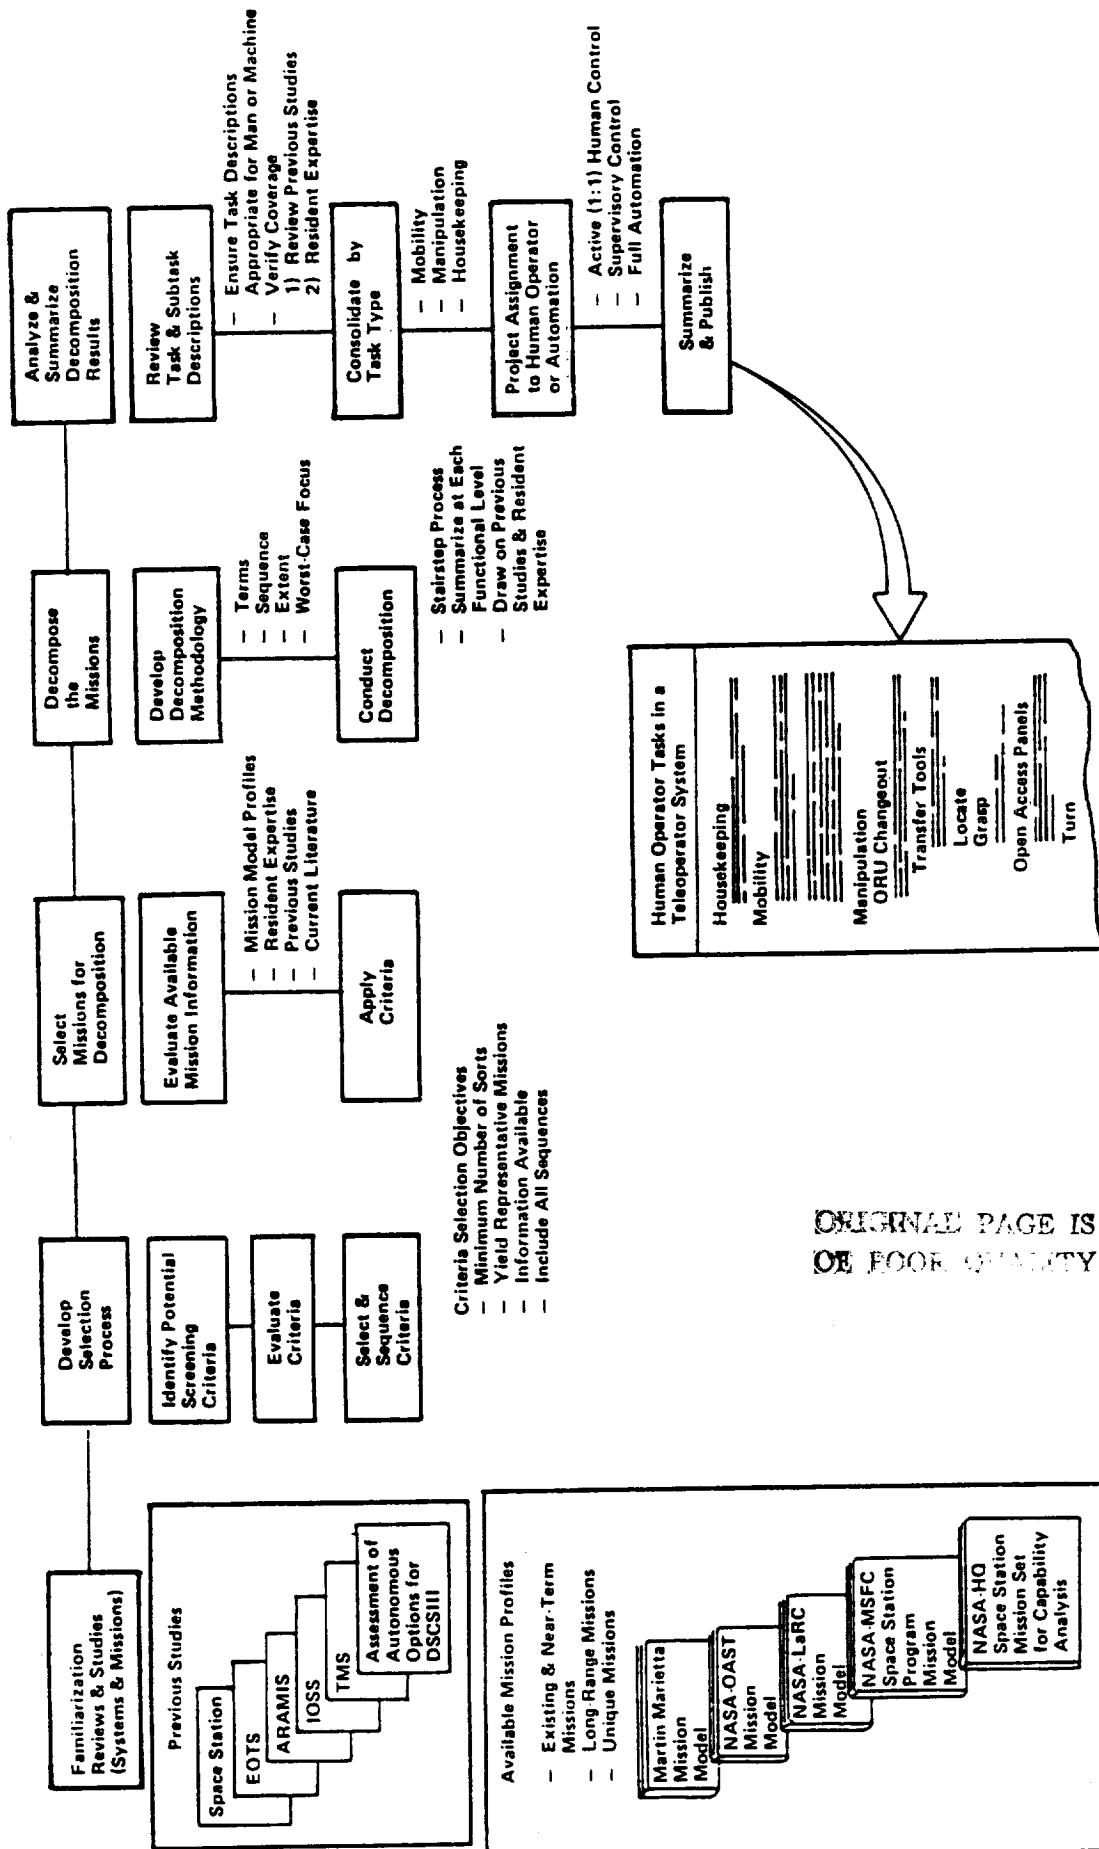 Familiarization
Reviews & Studies
(Systems & Missions)
Previous Studies
Space Station
EOTS
ARAMIS
IOSS
TMS
Assessment of
Autonomous
Options for
DSCSIII
Available Mission Profiles
– Existing & Near-Term
Missions
– Long-Range Missions
– Unique Missions
Martin Marietta
Mission
Model
NASA-OAST
Mission
Model
NASA-LaRC
Mission
Model
NASA-MSFC
Space Station
Program
Mission
Model
NASA-HQ
Space Station
Mission Set
for Capability
Analysis
Develop
Selection
Process
Identify Potential
Screening
Criteria
Evaluate
Criteria
Select &
Sequence
Criteria
Criteria Selection Objectives
– Minimum Number of Sorts
– Yield Representative Missions
– Information Available
– Include All Sequences
Select
Missions for
Decomposition
Evaluate Available
Mission Information
– Mission Model Profiles
– Resident Expertise
– Previous Studies
– Current Literature
Apply
Criteria
Decompose
the
Missions
Develop
Decomposition
Methodology
– Terms
– Sequence
– Extent
– Worst-Case Focus
Conduct
Decomposition
– Stairstep Process
– Summarize at Each
Functional Level
– Draw on Previous
Studies & Resident
Expertise
Analyze &
Summarize
Decomposition
Results
Review
Task & Subtask
Descriptions
– Ensure Task Descriptions
Appropriate for Man or Machine
– Verify Coverage
1) Review Previous Studies
2) Resident Expertise
Consolidate by
Task Type
– Mobility
– Manipulation
– Housekeeping
Project Assignment
to Human Operator
or Automation
– Active (1:1) Human Control
– Supervisory Control
– Full Automation
Summarize
& Publish
Human Operator Tasks in a
Teleoperator System
Housekeeping
Mobility
Manipulation
ORU Changeout
Transfer Tools
Locate
Grasp
Open Access Panels
Turn
ORIGINAL PAGE IS
OF POOR QUALITY